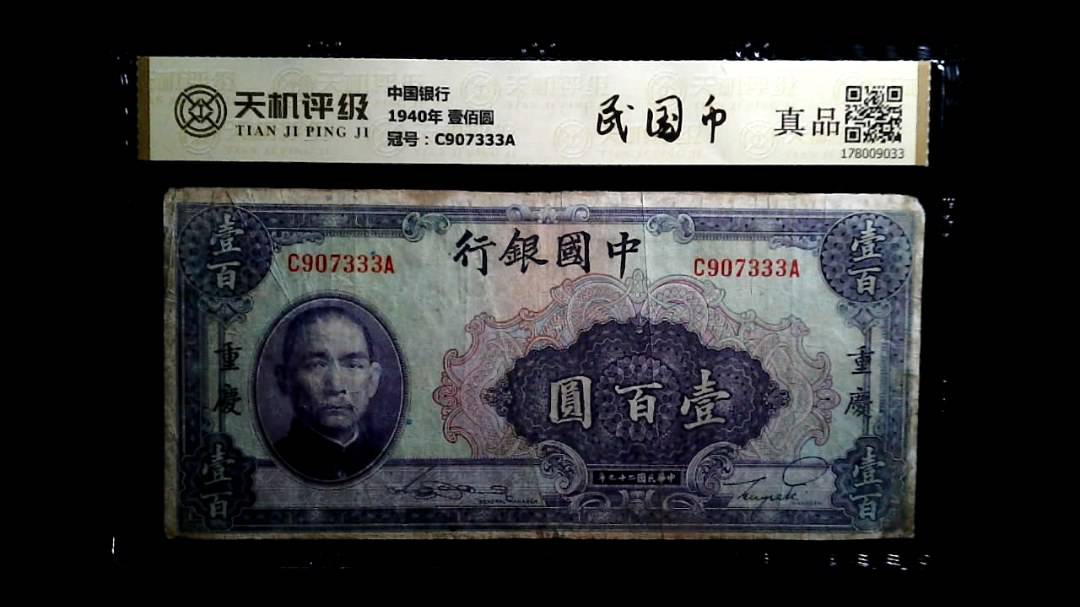 天机评级
TIAN JI PING JI
中国银行
1940年 壹佰圆
冠号：C907333A
民国币
真品
178009033
行銀國中
壹百
壹百
C907333A
C907333A
重慶
重慶
圓百壹
壹百
壹百
年九十二國民華中
GENERAL MANAGER
MANAGER